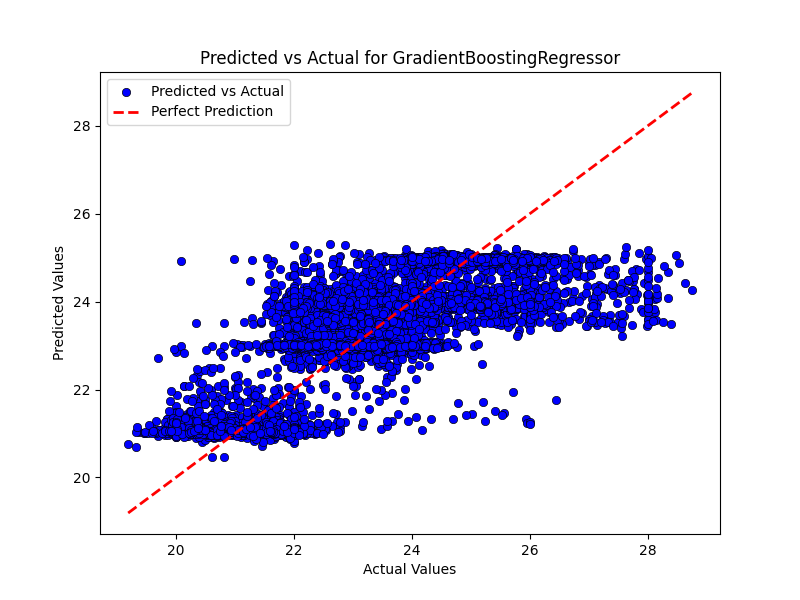 Predicted vs Actual for GradientBoostingRegressor
Predicted vs Actual
Perfect Prediction
28
26
24
22
20
Predicted Values
20 22 24 26 28
Actual Values